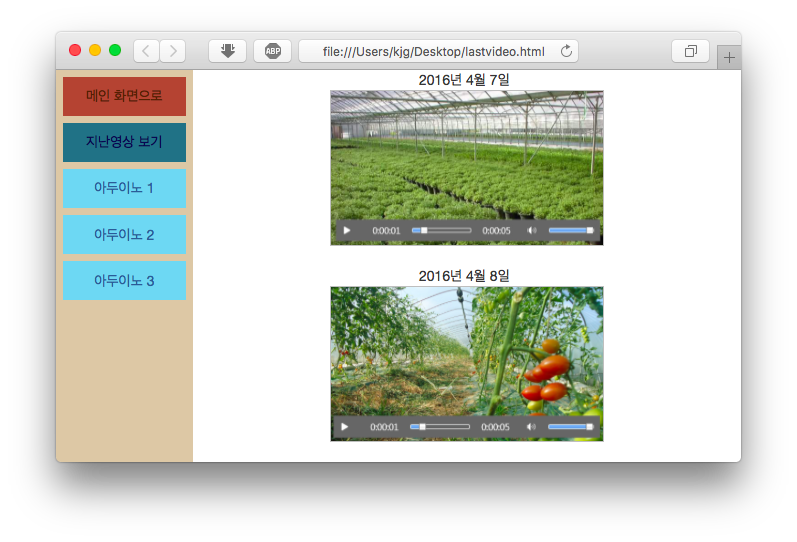 ABP
file:///Users/kjg/Desktop/lastvideo.html
메인 화면으로
지난영상 보기
아두이노 1
아두이노 2
아두이노 3
2016년 4월 7일
0:00:01
0:00:05
2016년 4월 8일
0:00:01
0:00:05